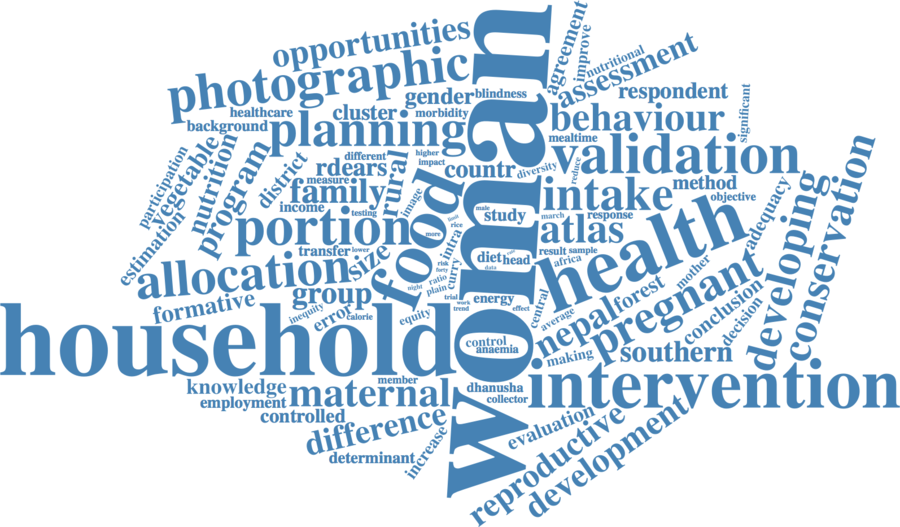 opportunities
photographic
woman
agreement
improve
nutritional
assessment
healthcare
cluster
gender
blindness
respondent
background
planning
morbidity
behaviour
significant
participation
vegetable
nutrition
program
district
different
measure
rdears
family
income
testing
rural
image
higher
impact
countr
diversity
mealtime
reduce
validation
intake
method
objective
estimation
portion
food
male
study
march
response
atlas
health
adequacy
developing
conservation
transfer
lower
size
more
rice
intra
diet
head
data
result
sample
africa
allocation
group
formative
inequity
error
calorie
night
risk
forty
ratio
plain
curry
trial
work
trend
energy
effect
central
average
mother
pregnant
nepal
forest
conclusion
decision
household
equity
control
anaemia
making
southern
knowledge
member
maternal
dhanusha
collector
intervention
employment
controlled
difference
determinant
increase
evaluation
reproductive
development